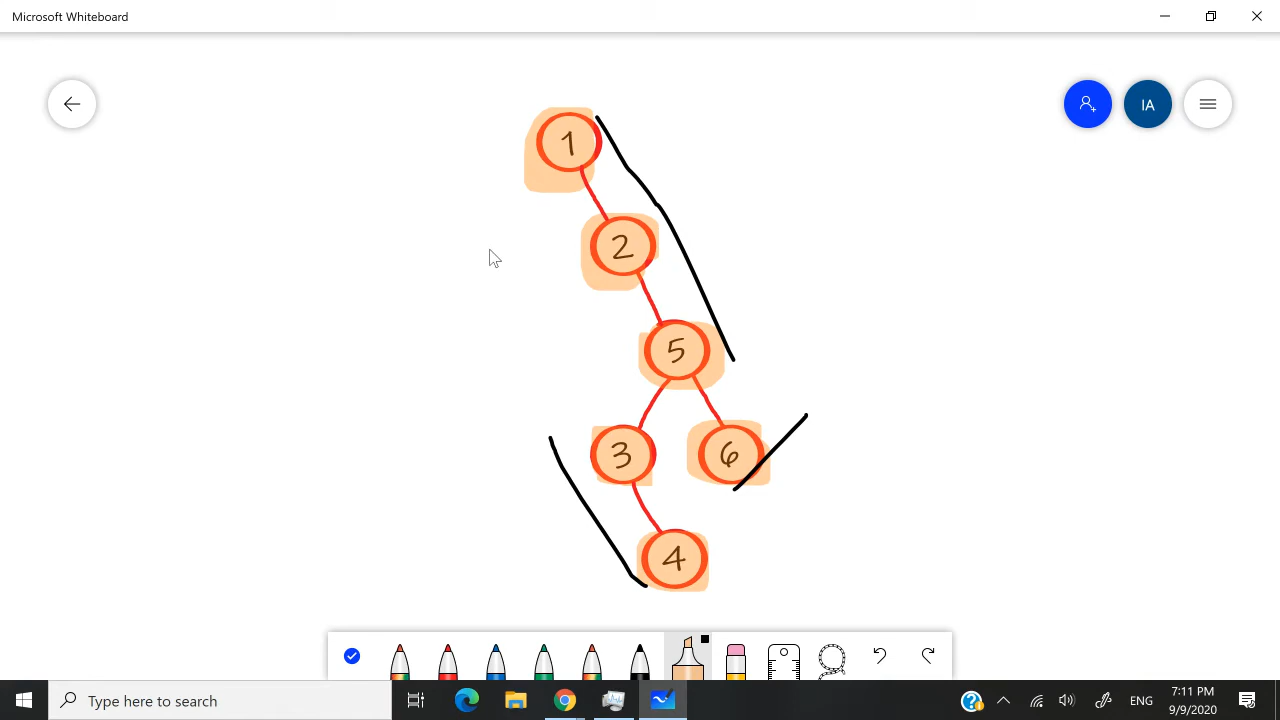 Microsoft Whiteboard
IA
1
2
5
3
6
4
Type here to search
ENG
7:11 PM
9/9/2020